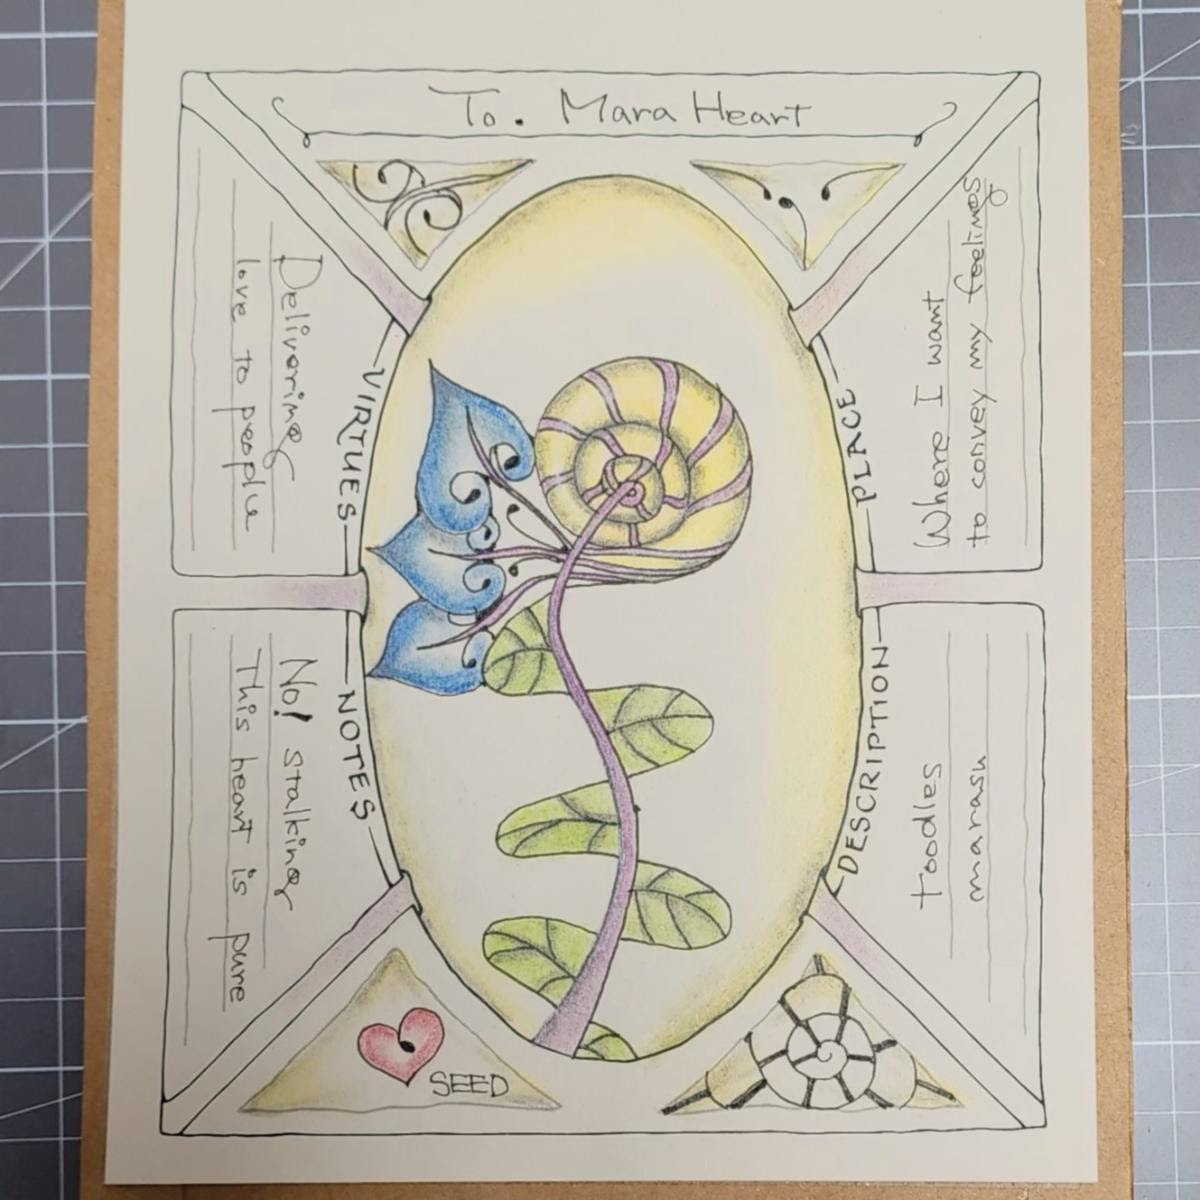 To. Mara Heart
VIRTUES
Delivering
love to people
PLACE
Where I want
to convey my feelings
NOTES
No! stalking
This heart is pure
DESCRIPTION
toodles
marasu
SEED